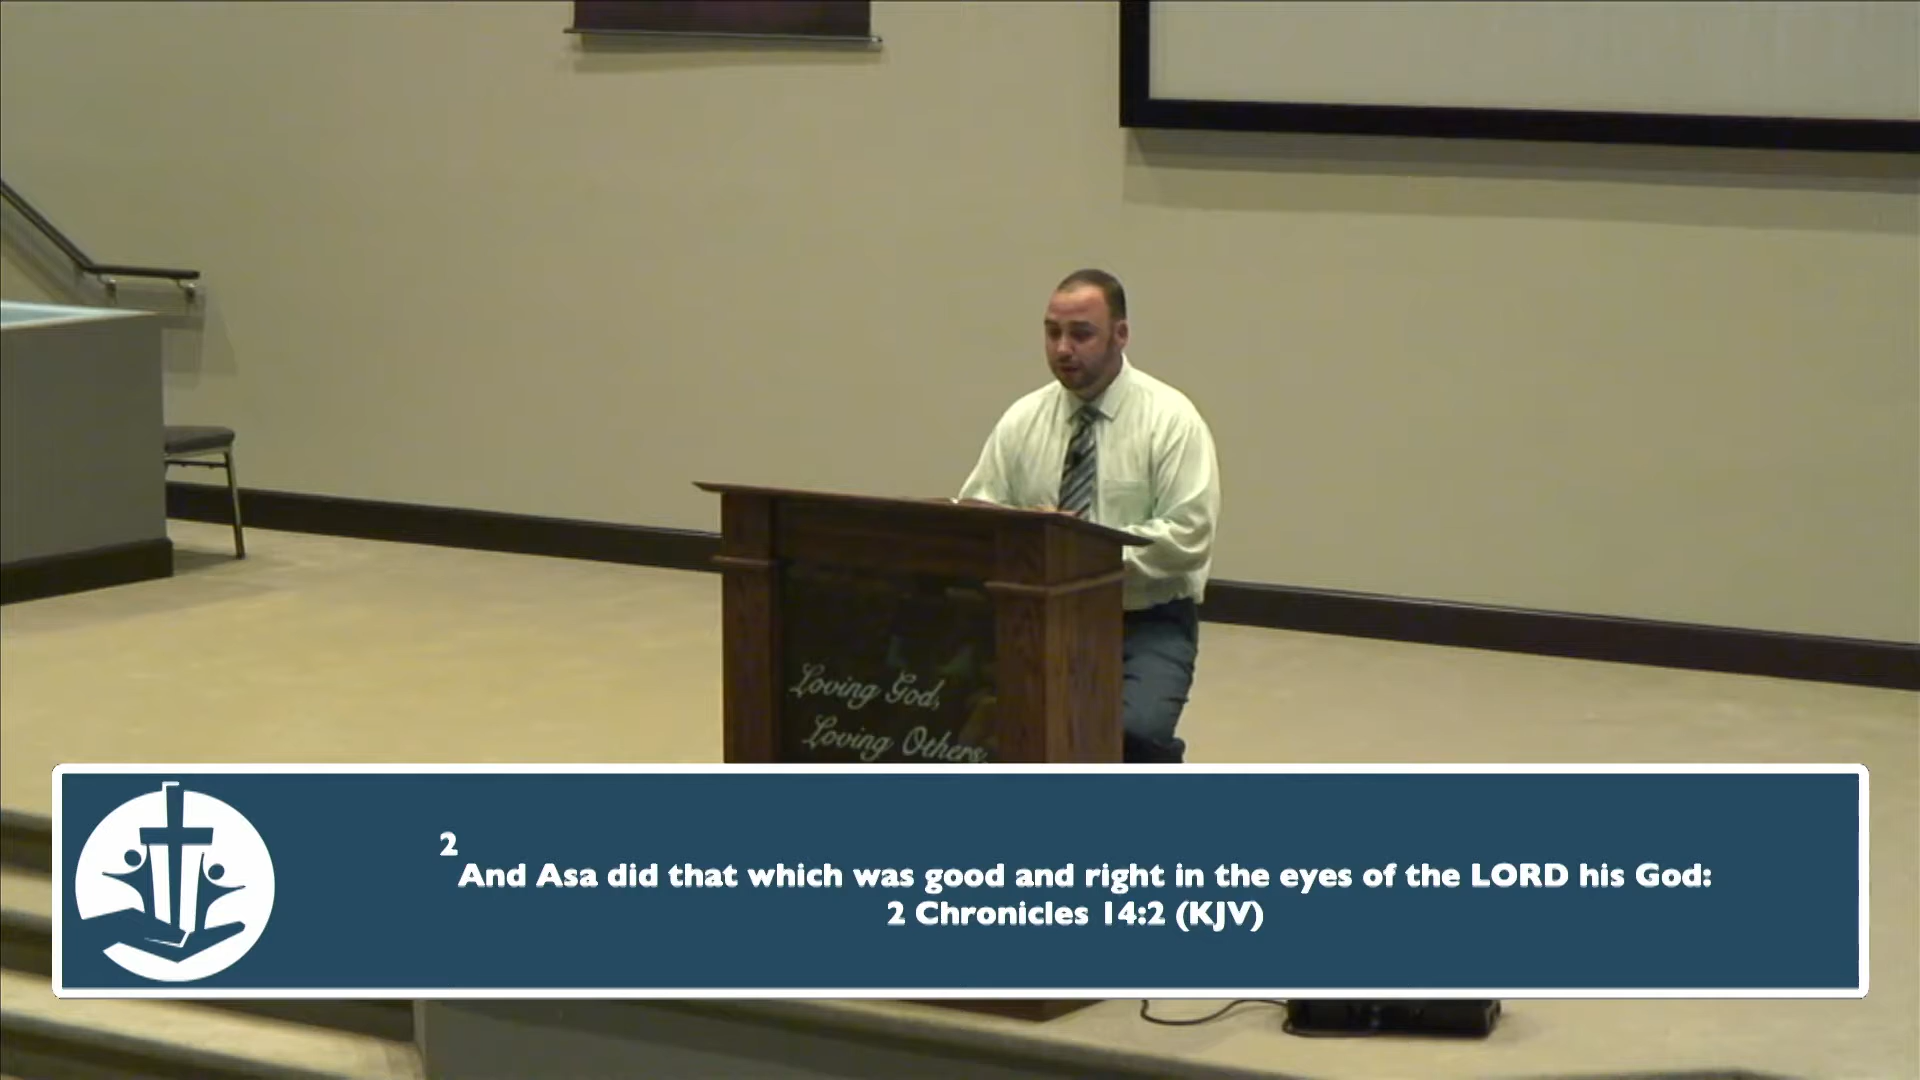 Loving God,
Loving Others
2
And Asa did that which was good and right in the eyes of the LORD his God:
2 Chronicles 14:2 (KJV)